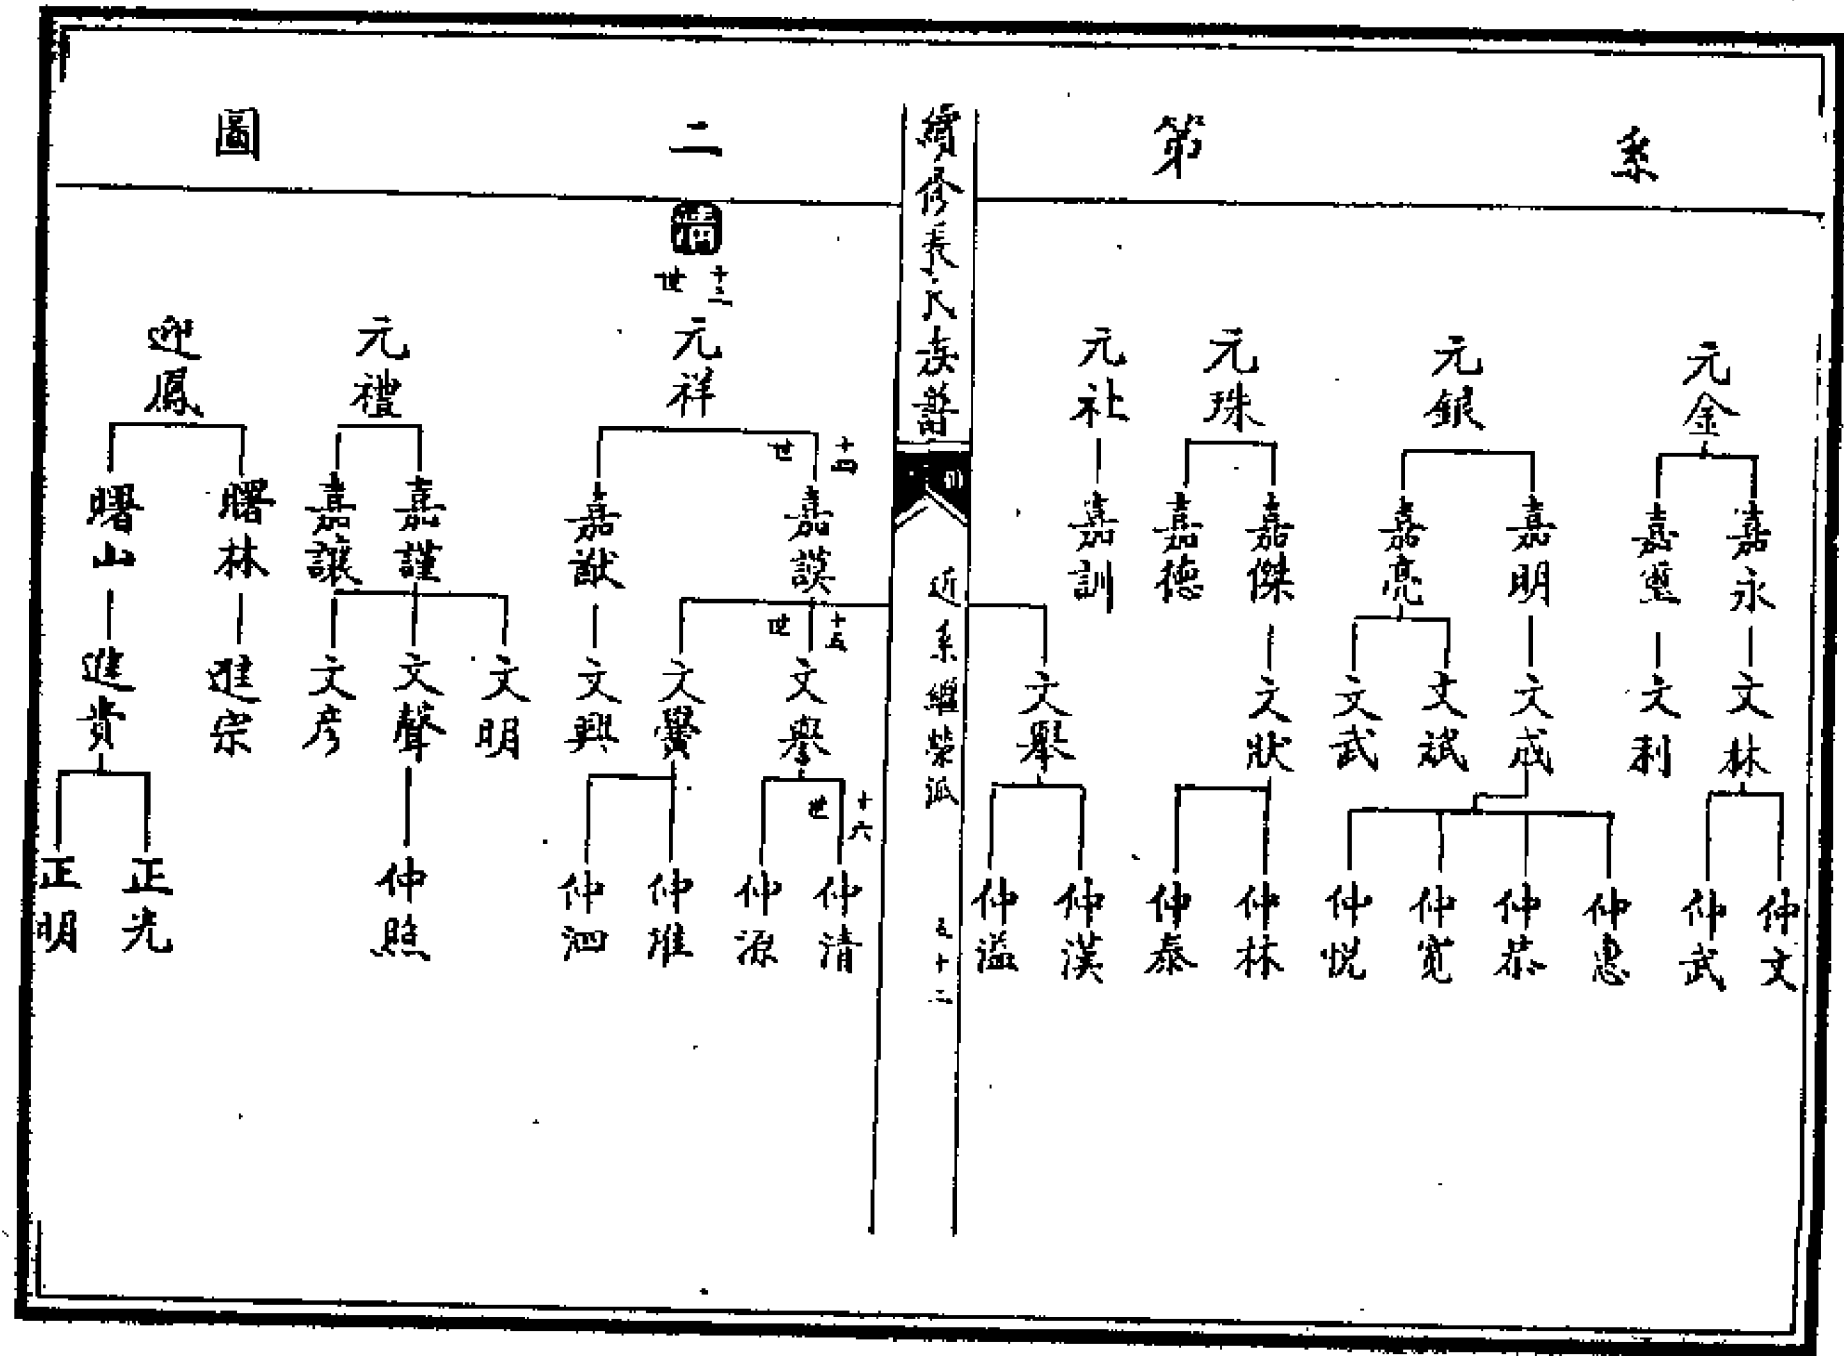 系 第 二 圖
續修長氏族譜
近系繼榮派
五十二
元金
嘉永
文林
仲文
仲武
文利
元銀
嘉明
文成
仲惠
仲恭
仲寬
仲悦
嘉亮
文斌
文武
元珠
嘉傑
文狀
仲林
仲泰
嘉德
元社
嘉訓
清
十三世
元祥
十四世
嘉謨
十五世
文舉
仲漢
仲溢
文譽
十六世
仲清
仲源
文賓
仲淮
仲泗
嘉猷
文興
元禮
嘉謹
文明
文聲
仲照
文彦
嘉讓
迎鳳
曙林
進宗
曙山
進貴
正光
正明